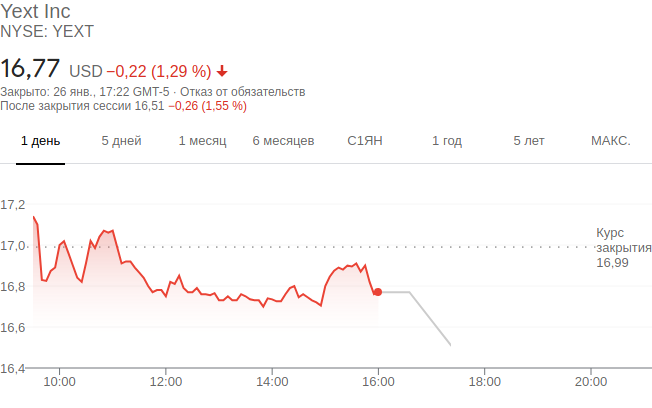 Yext Inc
NYSE: YEXT
16,77 USD −0,22 (1,29 %)
Закрыто: 26 янв., 17:22 GMT-5 · Отказ от обязательств
После закрытия сессии 16,51 −0,26 (1,55 %)
1 день 5 дней 1 месяц 6 месяцев С1ЯН 1 год 5 лет МАКС.
17,2
17,0
16,8
16,6
16,4
Курс
закрытия
16,99
10:00 12:00 14:00 16:00 18:00 20:00